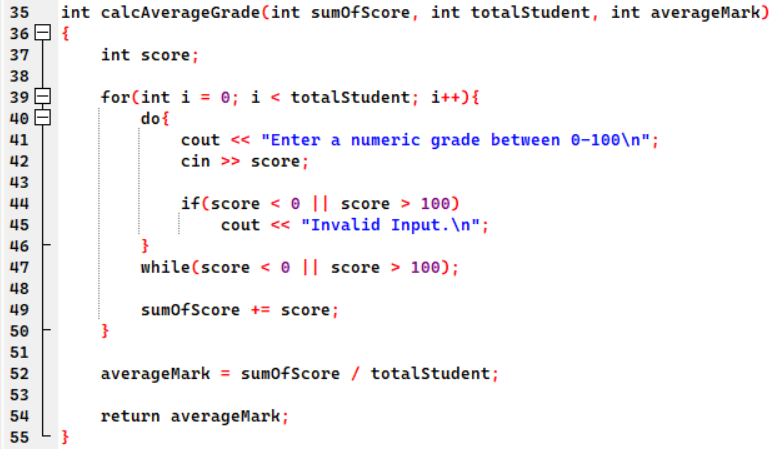 35 int calcAverageGrade(int sumOfScore, int totalStudent, int averageMark)
36 {
37     int score;
38
39     for(int i = 0; i < totalStudent; i++){
40         do{
41             cout << "Enter a numeric grade between 0-100\n";
42             cin >> score;
43
44             if(score < 0 || score > 100)
45                 cout << "Invalid Input.\n";
46         }
47         while(score < 0 || score > 100);
48
49         sumOfScore += score;
50     }
51
52     averageMark = sumOfScore / totalStudent;
53
54     return averageMark;
55 }